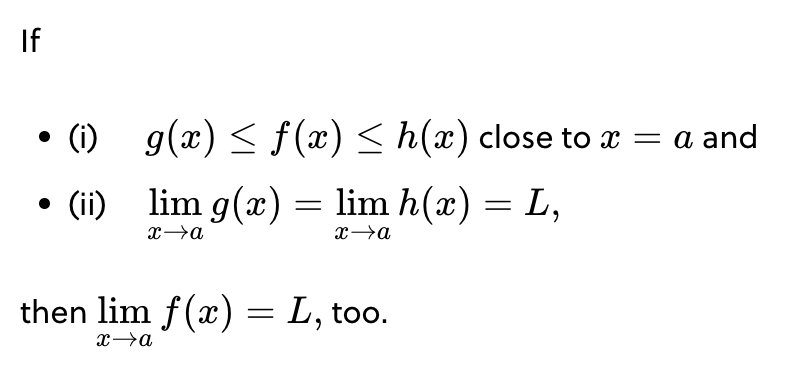 If
• (i) g(x) ≤ f(x) ≤ h(x) close to x = a and
• (ii) lim_{x→a} g(x) = lim_{x→a} h(x) = L,
then lim_{x→a} f(x) = L, too.